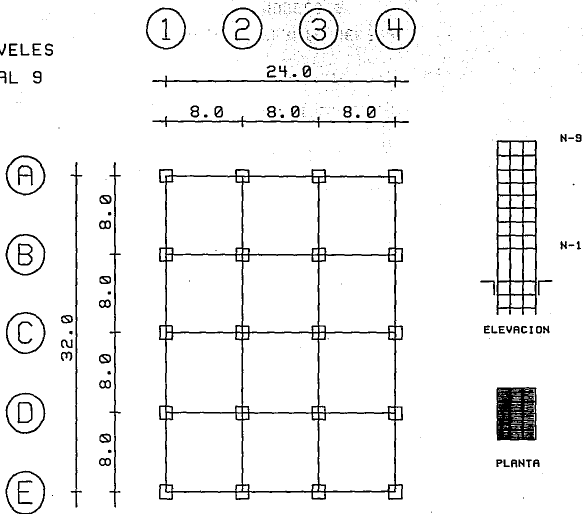 1 2 3 4
VELES
AL 9
24.0
8.0 8.0 8.0
A
B
C
D
E
8.0
8.0
8.0
8.0
32.0
N-9
N-1
ELEVACION
PLANTA